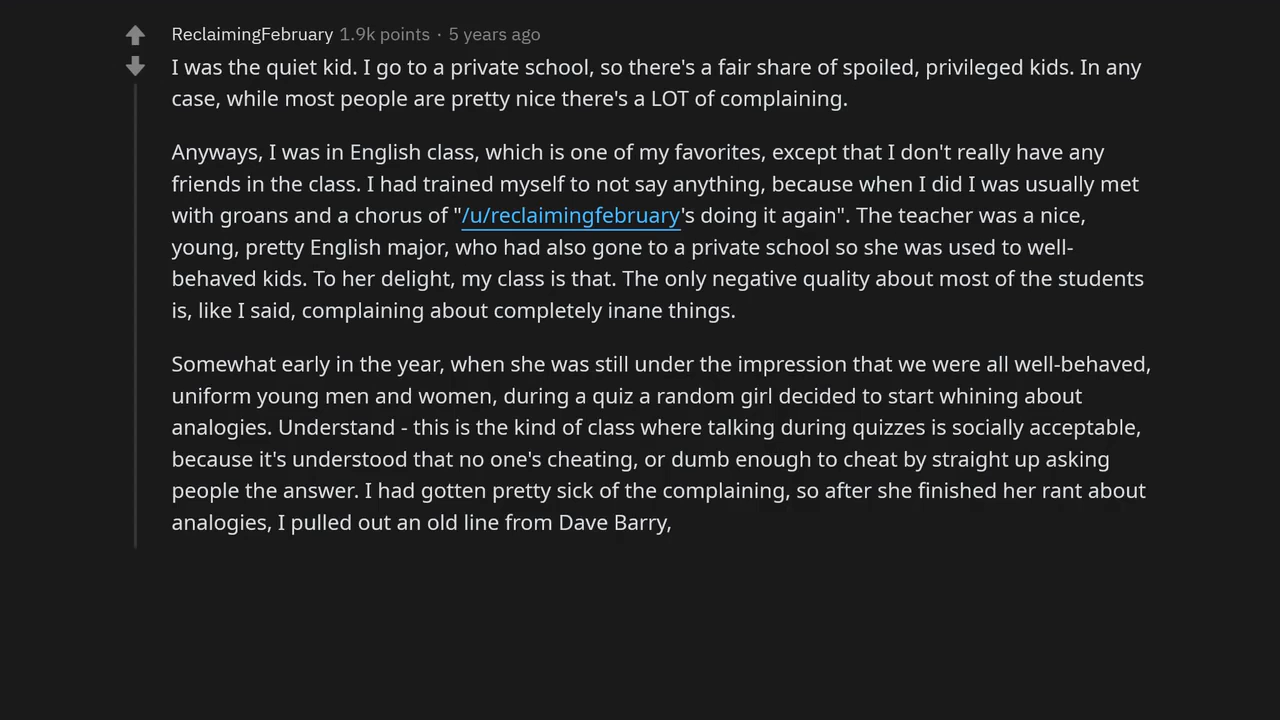 ReclaimingFebruary 1.9k points · 5 years ago
I was the quiet kid. I go to a private school, so there's a fair share of spoiled, privileged kids. In any
case, while most people are pretty nice there's a LOT of complaining.
Anyways, I was in English class, which is one of my favorites, except that I don't really have any
friends in the class. I had trained myself to not say anything, because when I did I was usually met
with groans and a chorus of "/u/reclaimingfebruary's doing it again". The teacher was a nice,
young, pretty English major, who had also gone to a private school so she was used to well-
behaved kids. To her delight, my class is that. The only negative quality about most of the students
is, like I said, complaining about completely inane things.
Somewhat early in the year, when she was still under the impression that we were all well-behaved,
uniform young men and women, during a quiz a random girl decided to start whining about
analogies. Understand - this is the kind of class where talking during quizzes is socially acceptable,
because it's understood that no one's cheating, or dumb enough to cheat by straight up asking
people the answer. I had gotten pretty sick of the complaining, so after she finished her rant about
analogies, I pulled out an old line from Dave Barry,